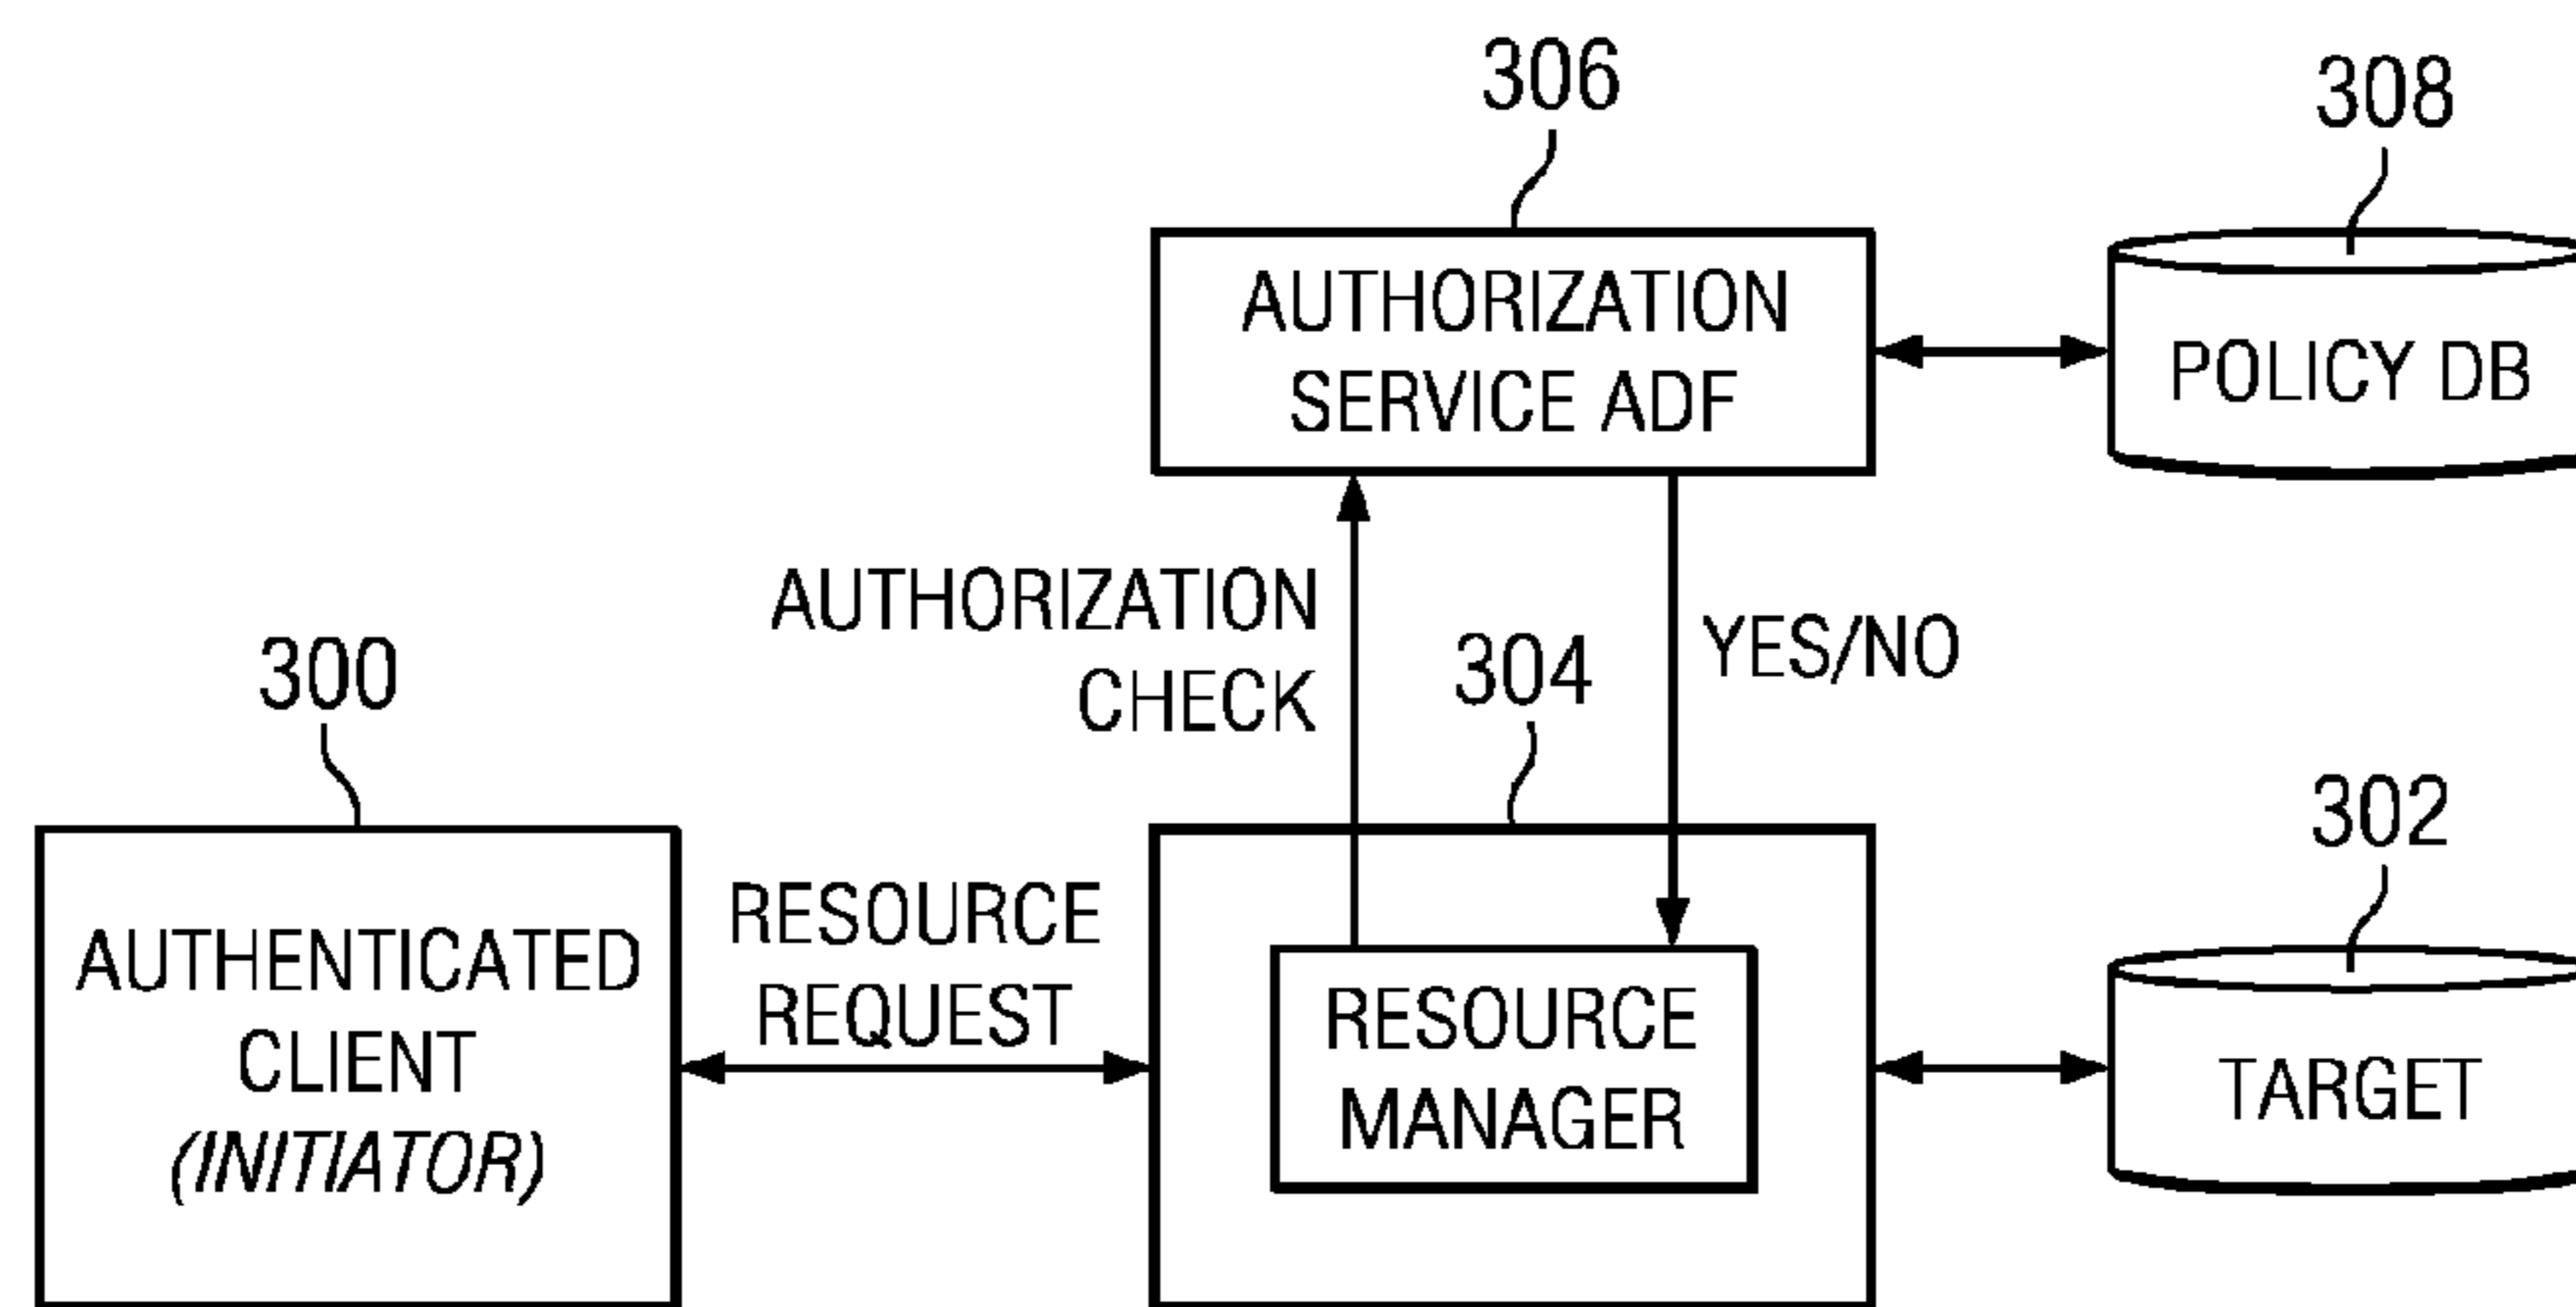 306
308
AUTHORIZATION
SERVICE ADF
POLICY DB
AUTHORIZATION
CHECK
YES/NO
300
304
302
AUTHENTICATED
CLIENT
(INITIATOR)
RESOURCE
REQUEST
RESOURCE
MANAGER
TARGET